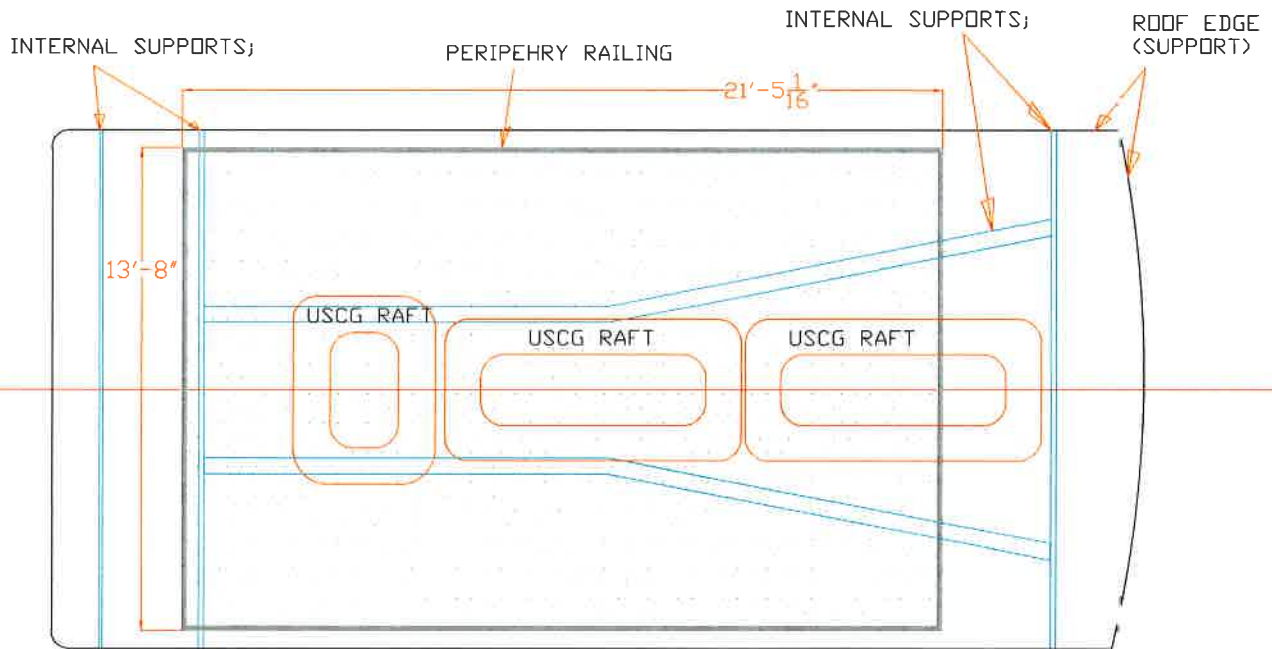 INTERNAL SUPPORTS;
PERIPEHRY RAILING
INTERNAL SUPPORTS;
ROOF EDGE
(SUPPORT)
21'-5 1/16"
13'-8"
USCG RAFT
USCG RAFT
USCG RAFT